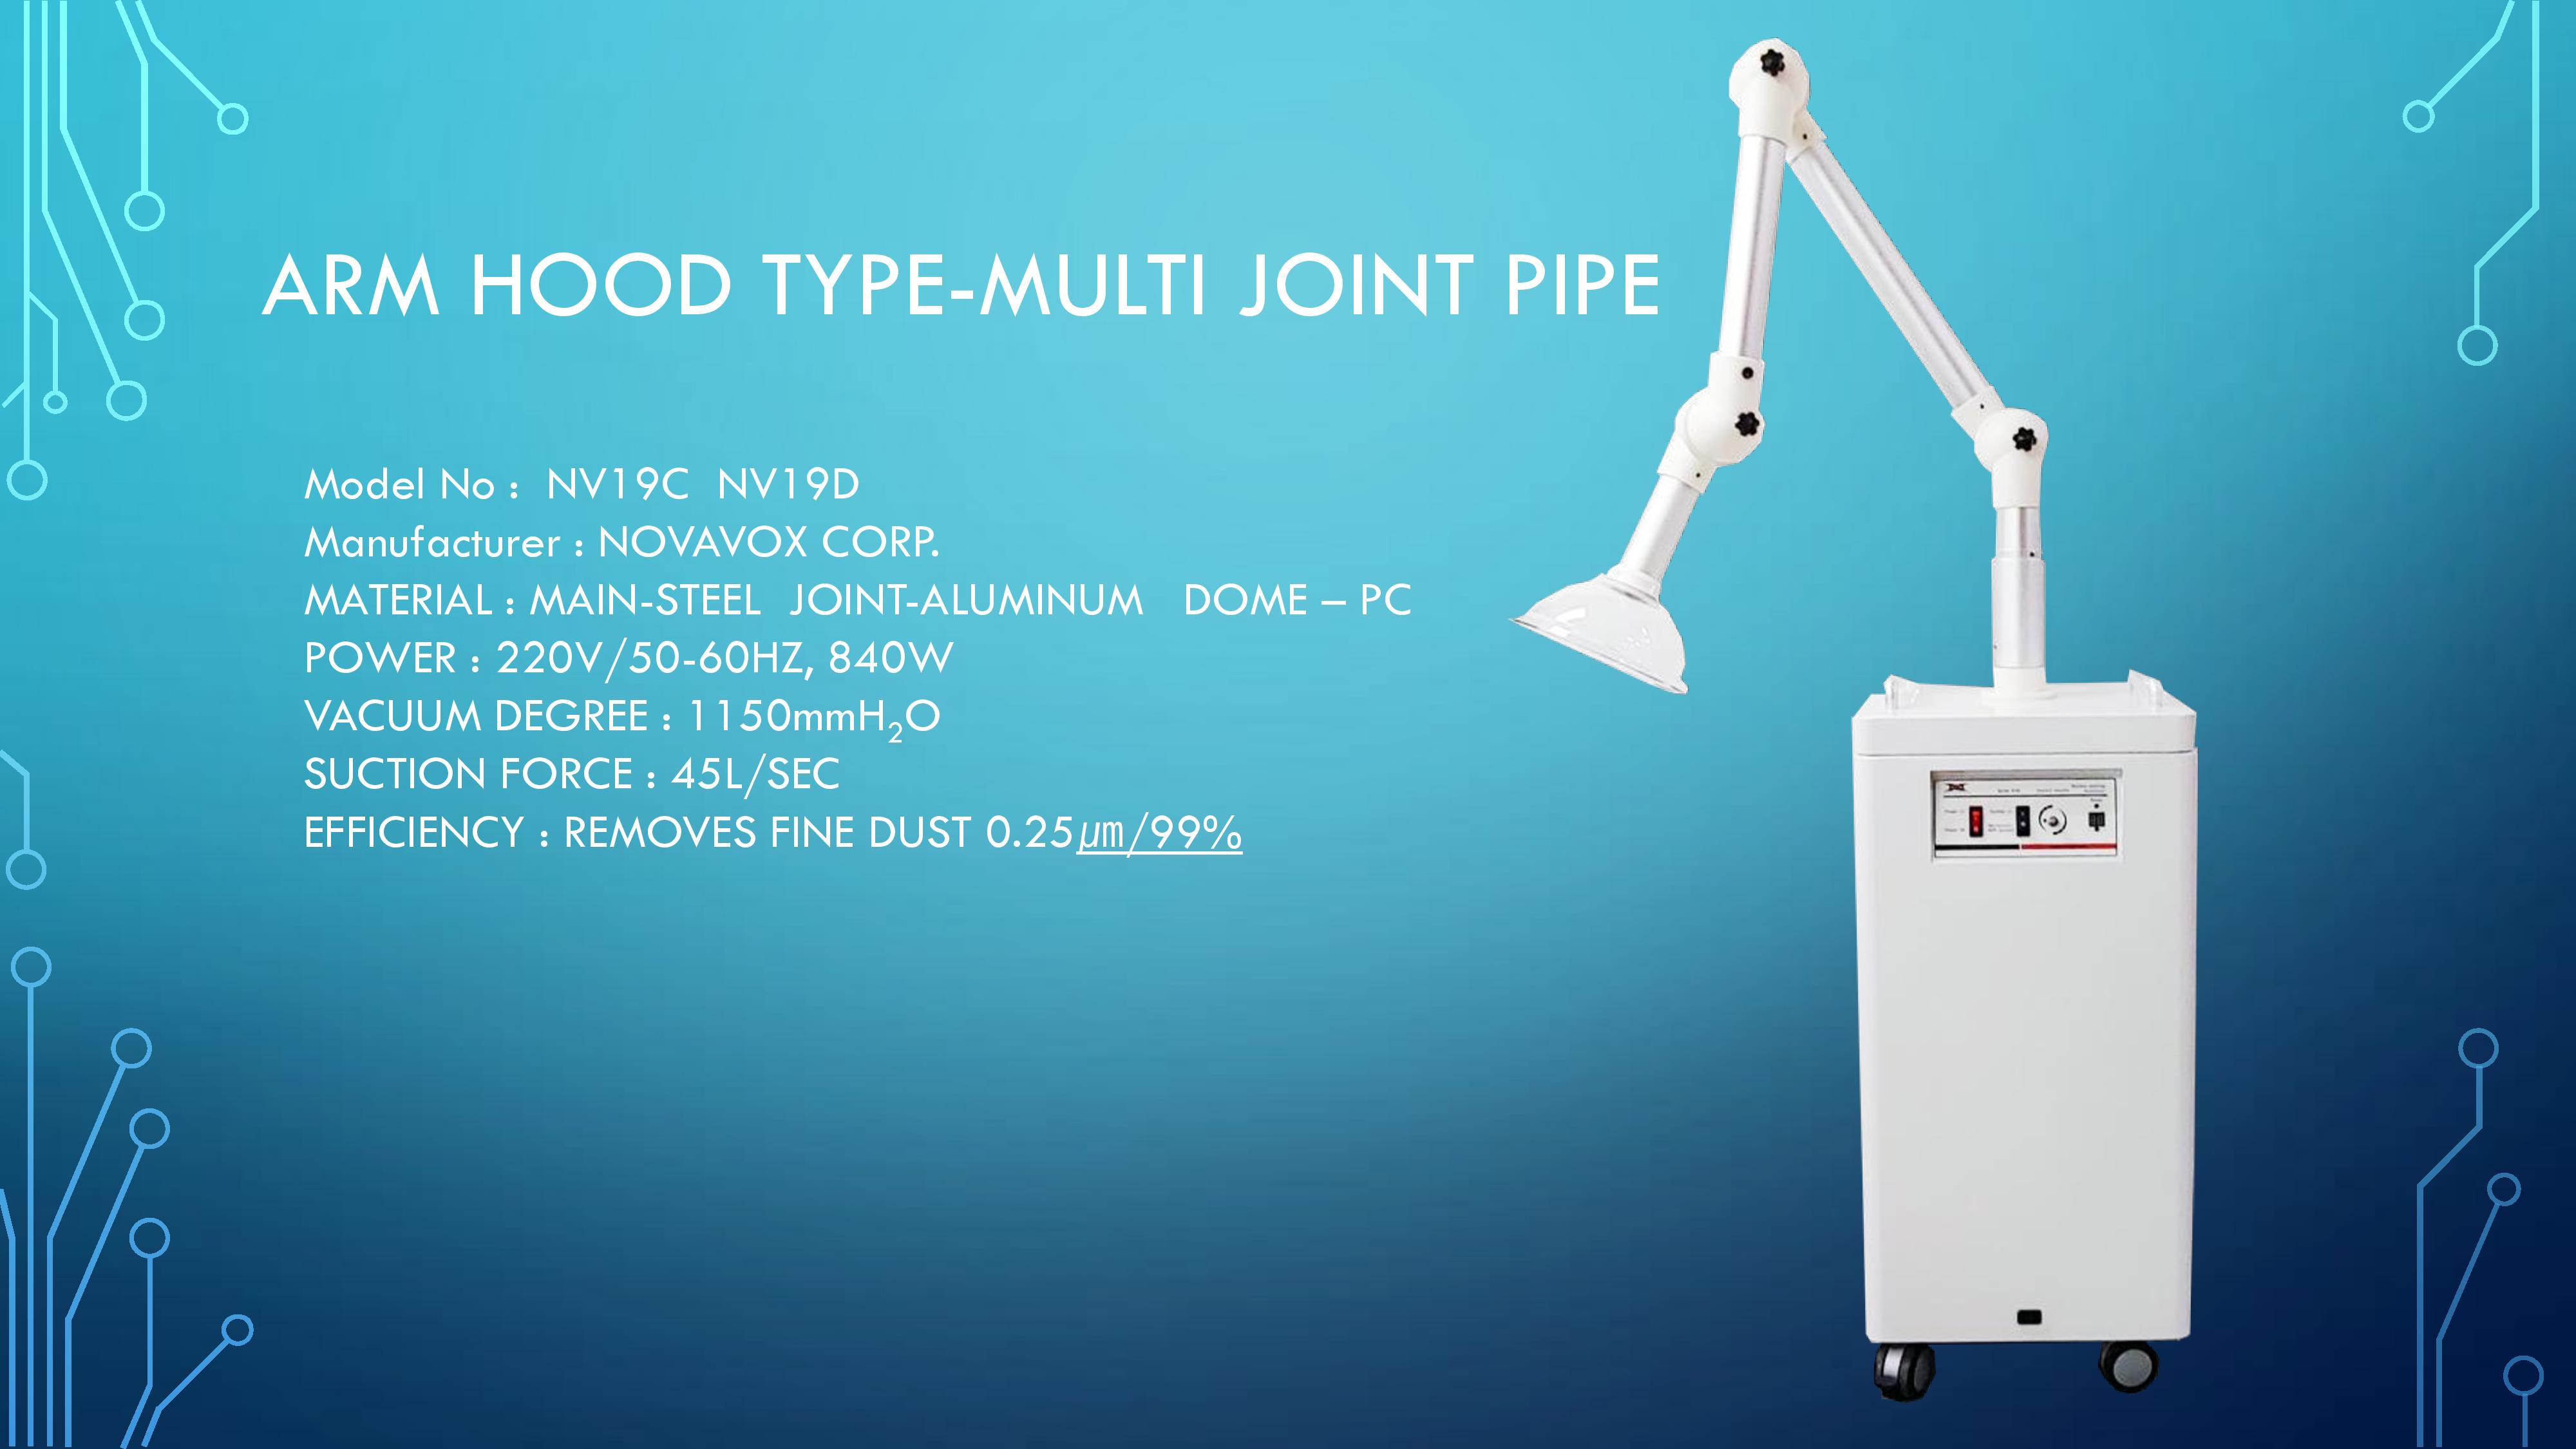 ARM HOOD TYPE-MULTI JOINT PIPE
Model No : NV19C NV19D
Manufacturer : NOVAVOX CORP.
MATERIAL : MAIN-STEEL JOINT-ALUMINUM DOME – PC
POWER : 220V/50-60HZ, 840W
VACUUM DEGREE : 1150mmH₂O
SUCTION FORCE : 45L/SEC
EFFICIENCY : REMOVES FINE DUST 0.25㎛/99%